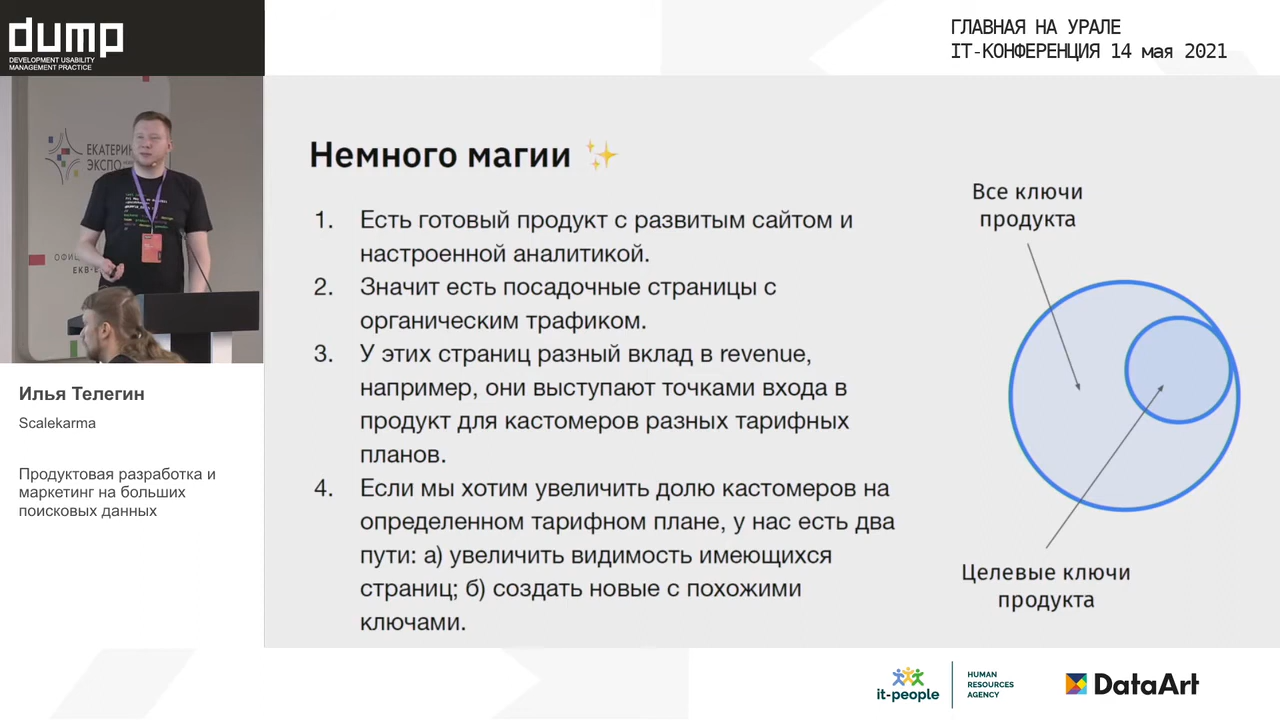 dump
DEVELOPMENT USABILITY
MANAGEMENT PRACTICE
ГЛАВНАЯ НА УРАЛЕ
IT-КОНФЕРЕНЦИЯ 14 мая 2021
ЕКАТЕРИН
ЭКСПО
Илья Телегин
Scalekarma
Продуктовая разработка и
маркетинг на больших
поисковых данных
Немного магии ✨
1. Есть готовый продукт с развитым сайтом и
настроенной аналитикой.
2. Значит есть посадочные страницы с
органическим трафиком.
3. У этих страниц разный вклад в revenue,
например, они выступают точками входа в
продукт для кастомеров разных тарифных
планов.
4. Если мы хотим увеличить долю кастомеров на
определенном тарифном плане, у нас есть два
пути: а) увеличить видимость имеющихся
страниц; б) создать новые с похожими
ключами.
Все ключи
продукта
Целевые ключи
продукта
it-people
HUMAN
RESOURCES
AGENCY
DataArt